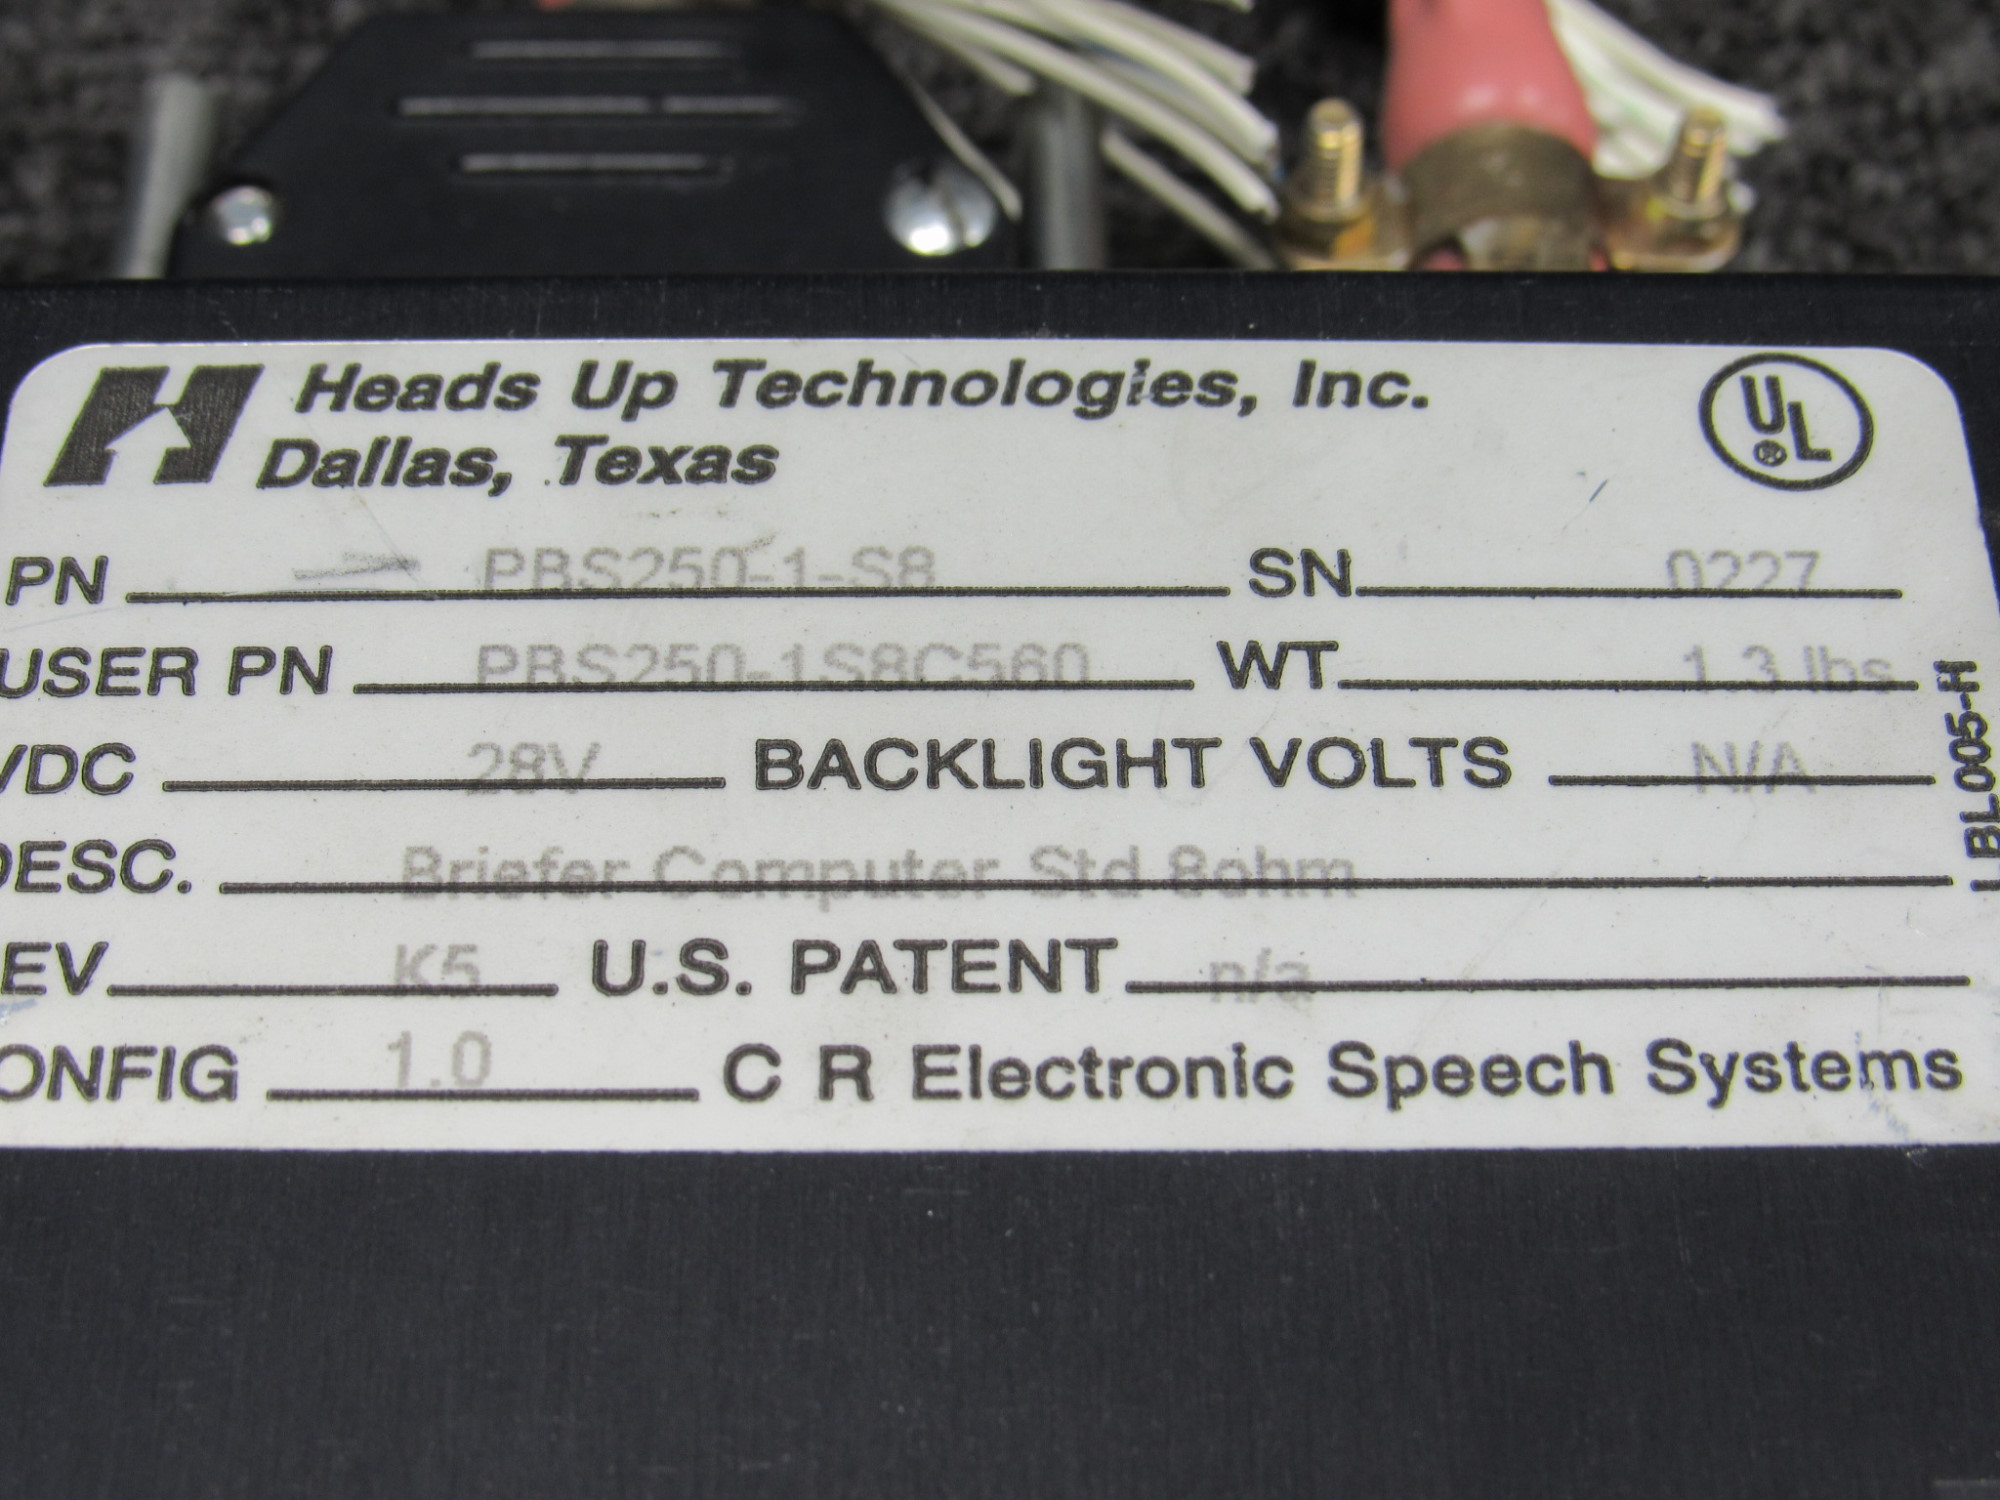 Heads Up Technologies, Inc.
Dallas, Texas
UL ®
PN PBS250-1-S8 SN 0227
USER PN PBS250-1S8C560 WT 1.3 lbs
VDC 28V BACKLIGHT VOLTS N/A
DESC. Briefer Computer Std 8ohm
EV K5 U.S. PATENT n/a
ONFIG 1.0 C R Electronic Speech Systems
LBL005-H